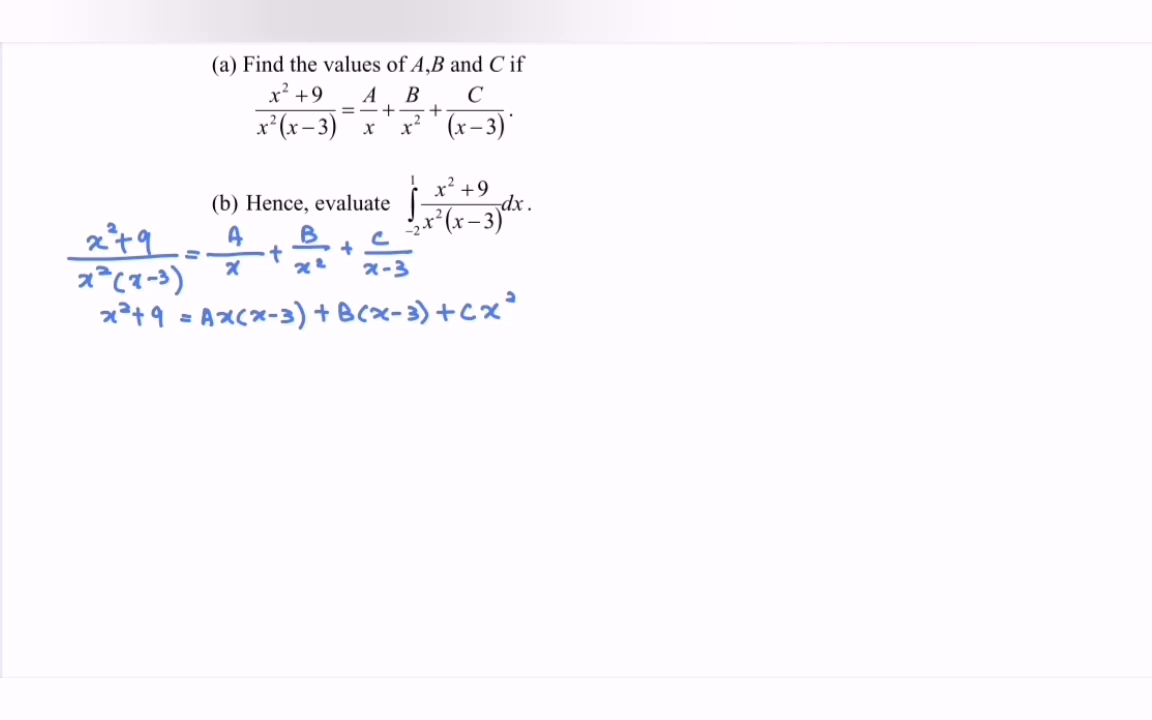 (a) Find the values of A,B and C if
x² +9 / x²(x−3) = A/x + B/x² + C/(x−3).
(b) Hence, evaluate ∫₋₂¹ x² +9 / x²(x−3) dx.
x²+9 / x²(x-3) = A/x + B/x² + C/x-3
x²+9 = Ax(x-3) + B(x-3) + Cx²